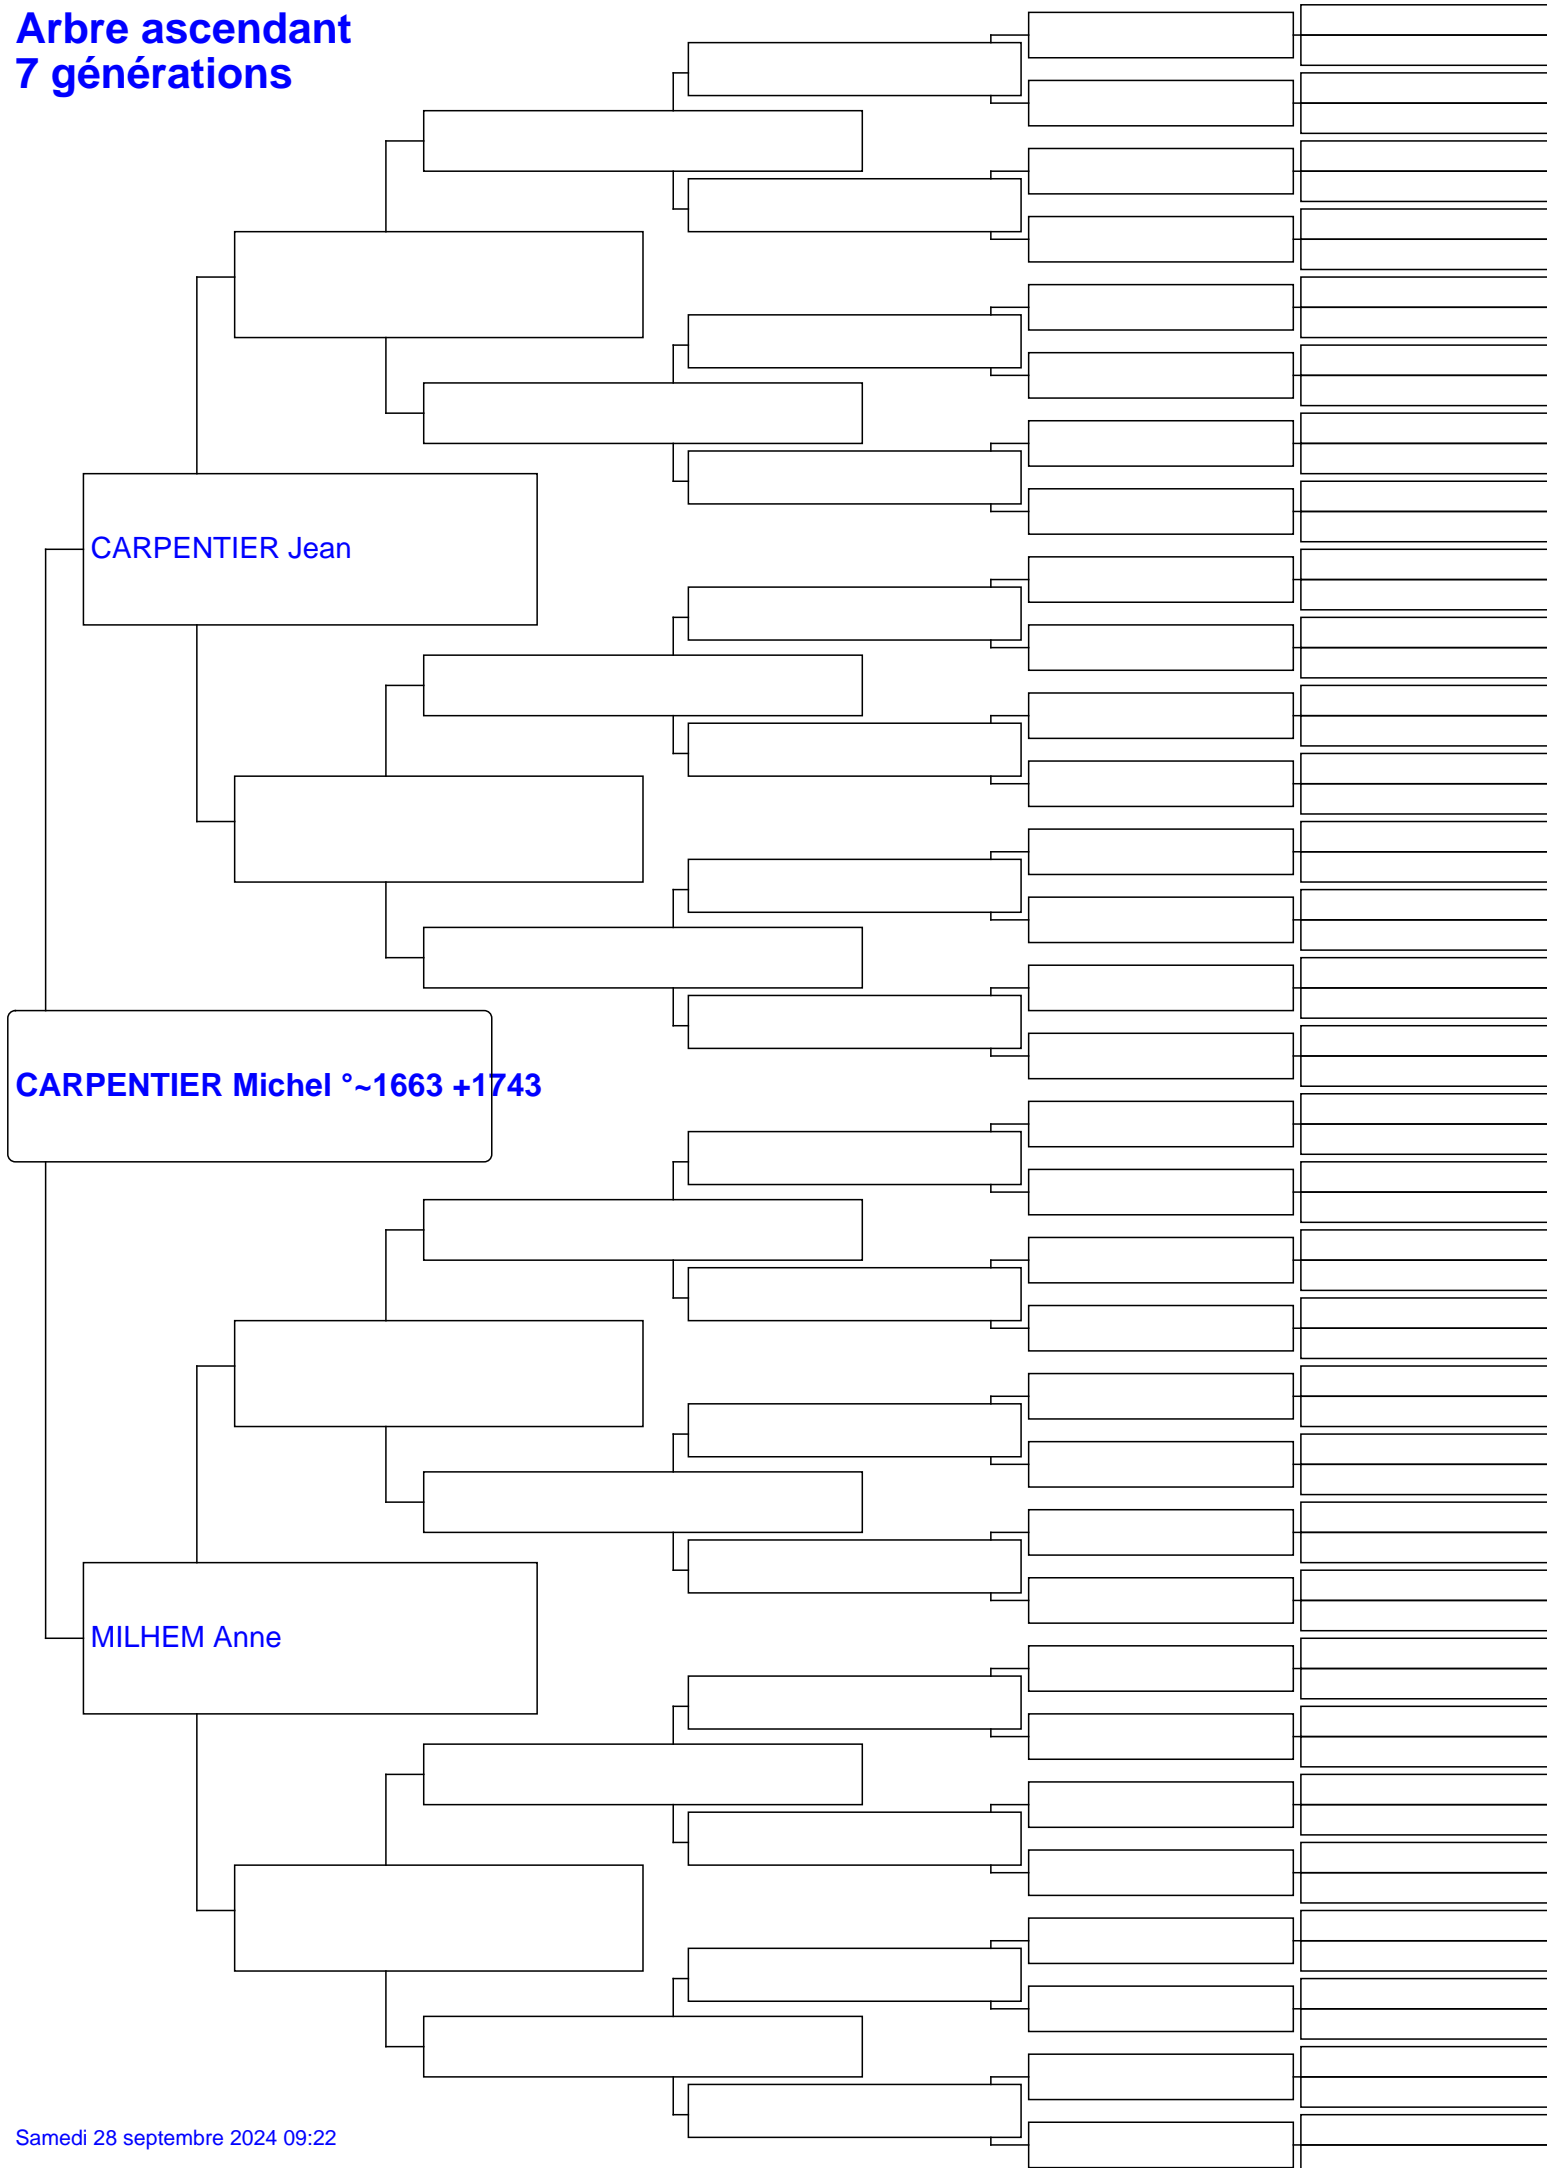 Arbre ascendant
7 générations
CARPENTIER Jean
CARPENTIER Michel °~1663 +1743
MILHEM Anne
Samedi 28 septembre 2024 09:22